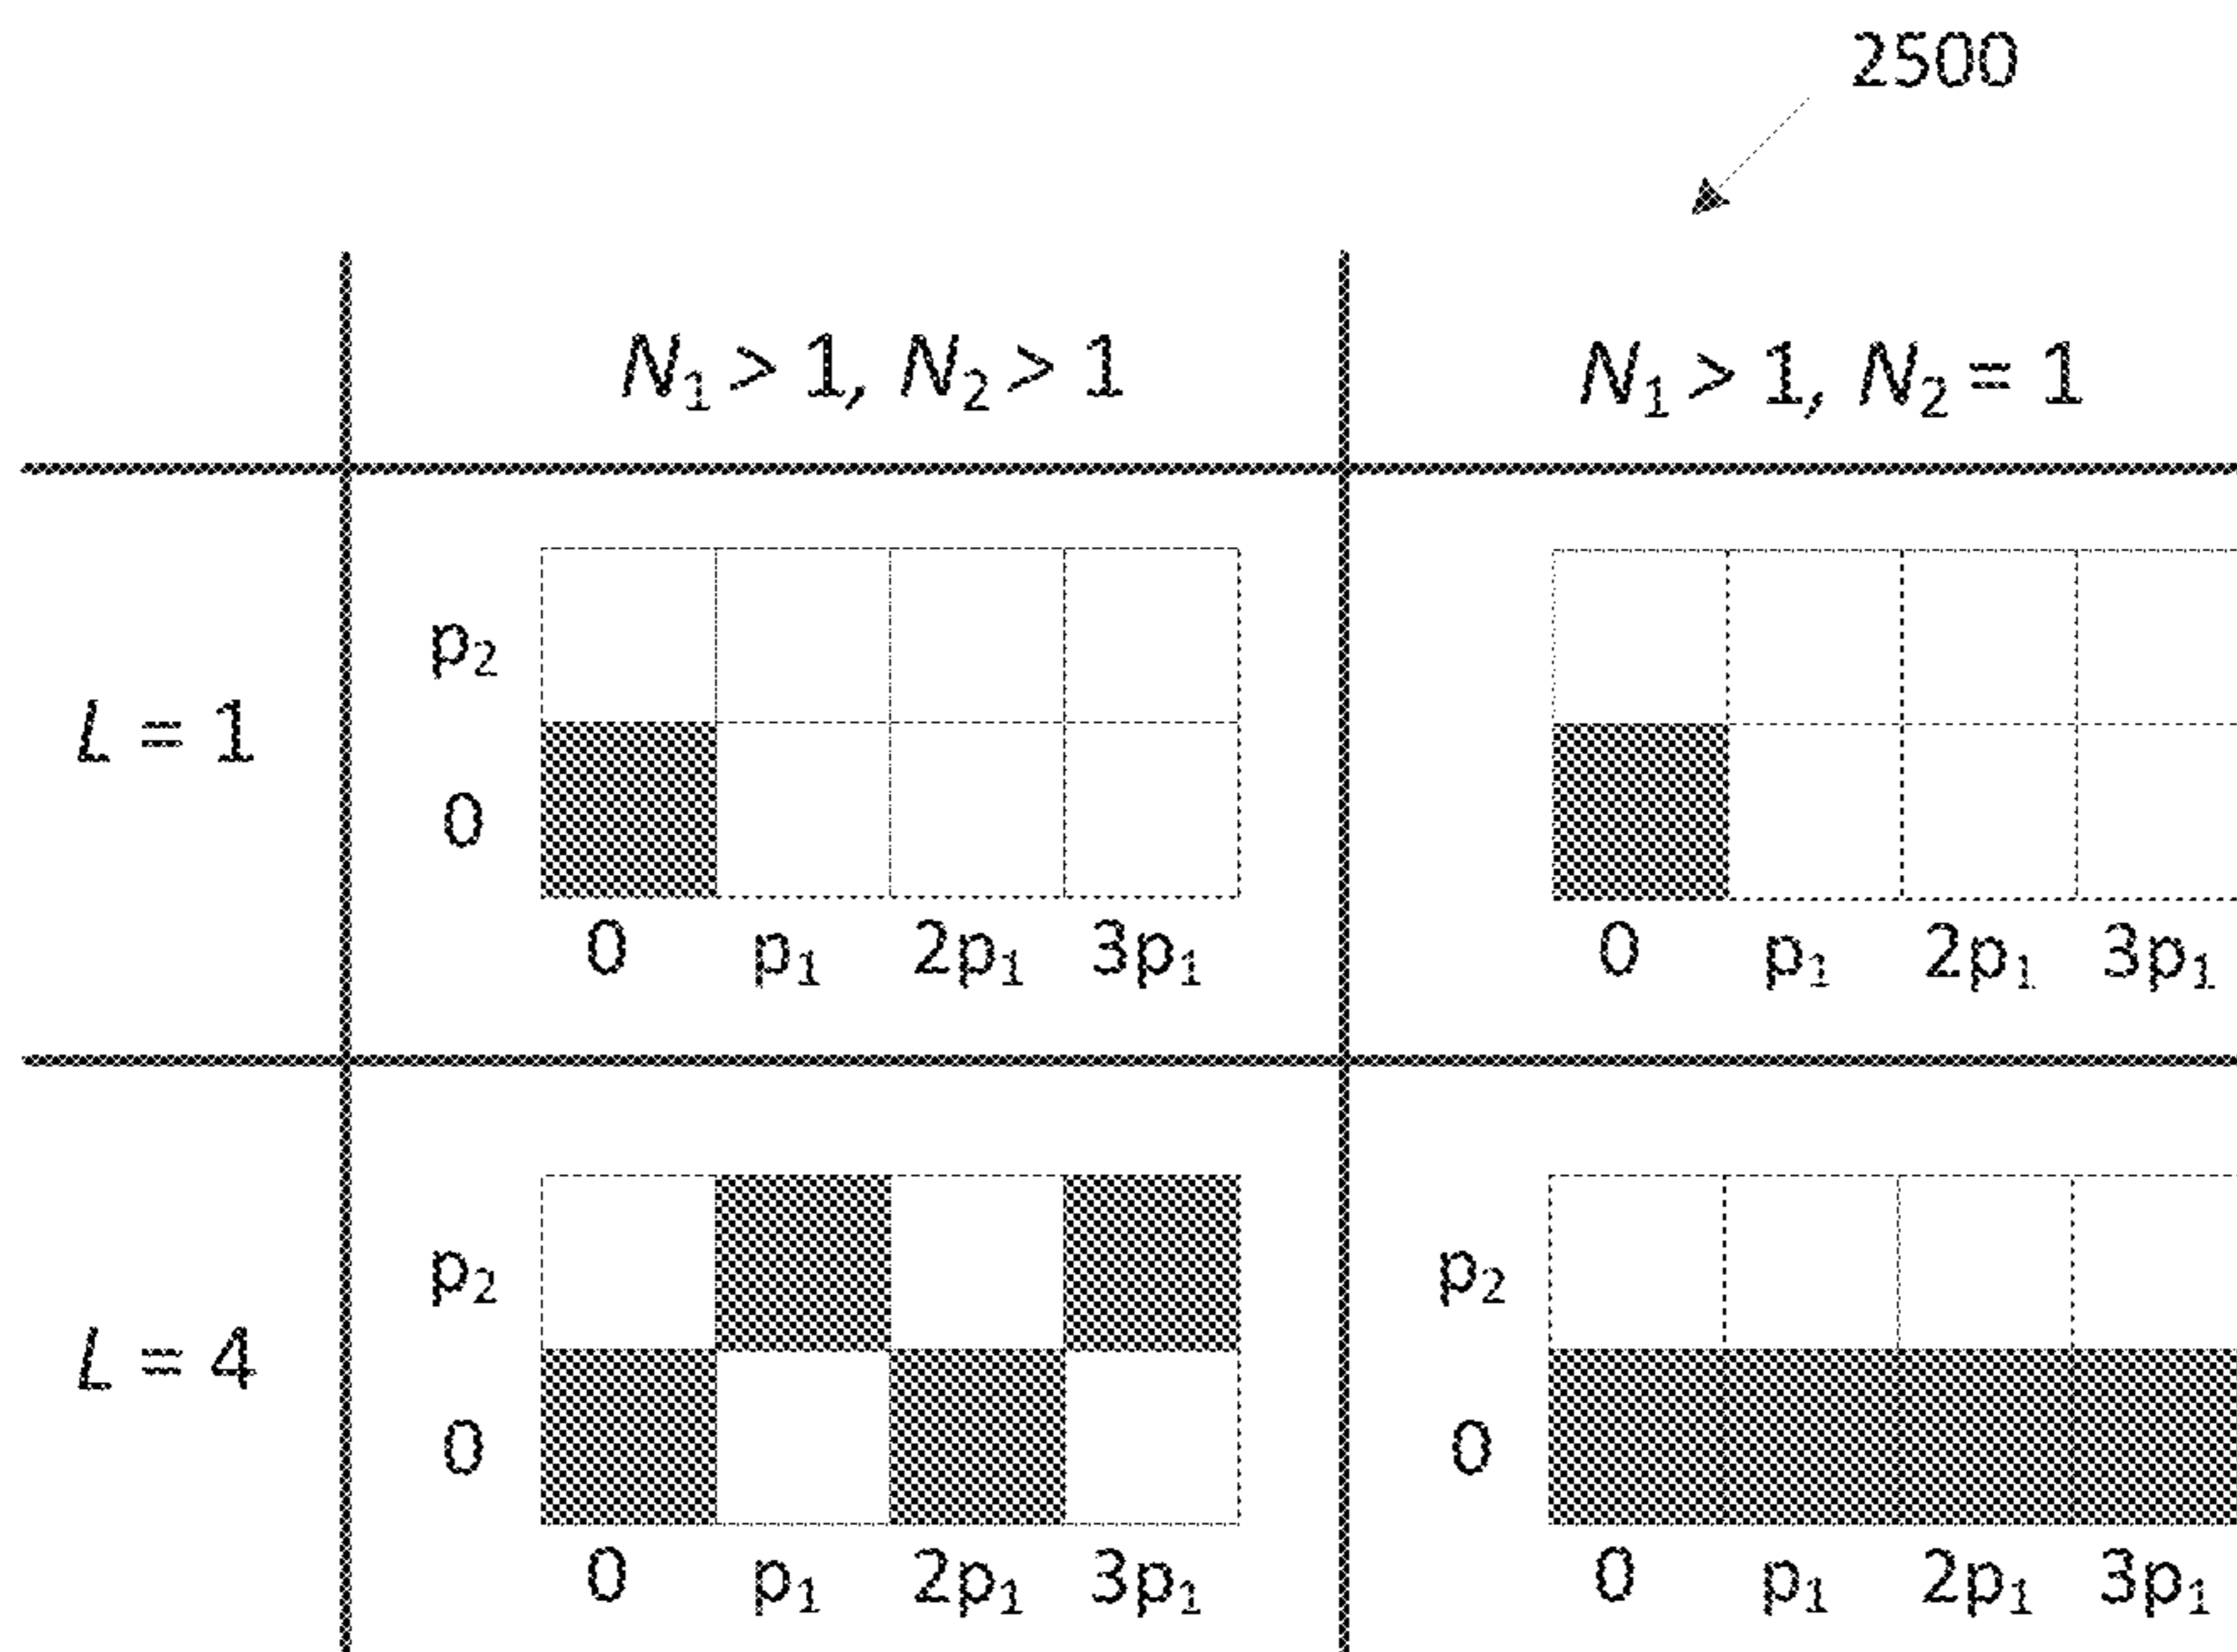 2500
N₁ > 1, N₂ > 1 N₁ > 1, N₂ = 1
L = 1
p₂
0
0 p₁ 2p₁ 3p₁
0 p₁ 2p₁ 3p₁
L = 4
p₂
0
0 p₁ 2p₁ 3p₁
p₂
0
0 p₁ 2p₁ 3p₁